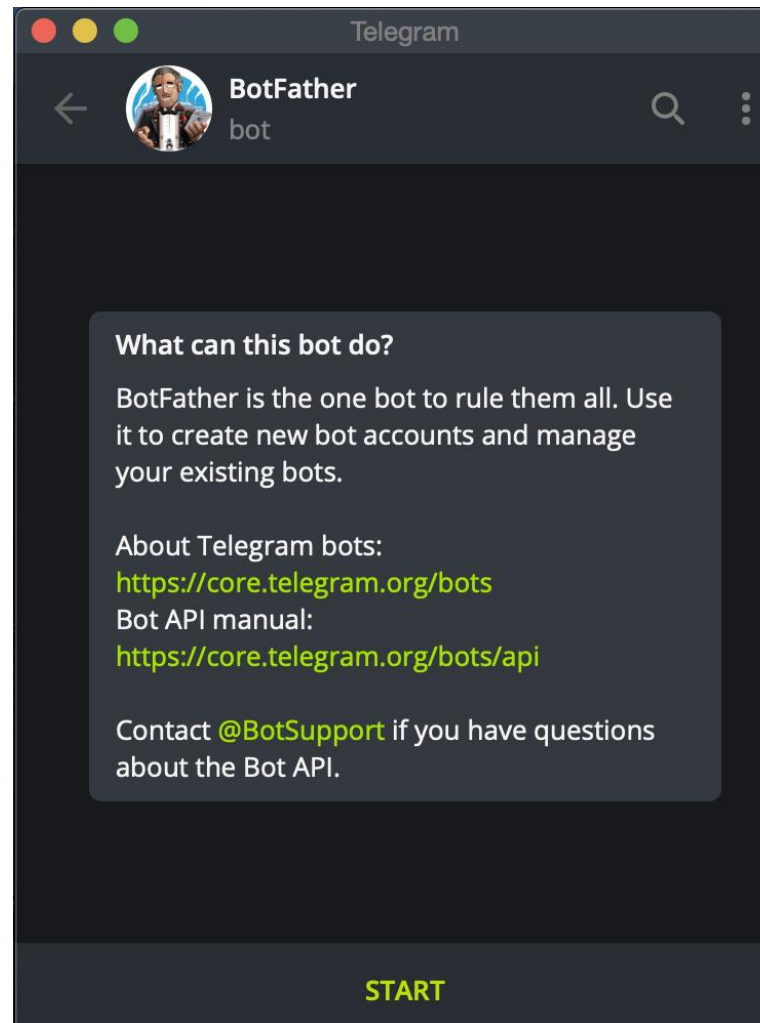 Telegram
BotFather
bot
What can this bot do?
BotFather is the one bot to rule them all. Use
it to create new bot accounts and manage
your existing bots.
About Telegram bots:
https://core.telegram.org/bots
Bot API manual:
https://core.telegram.org/bots/api
Contact @BotSupport if you have questions
about the Bot API.
START